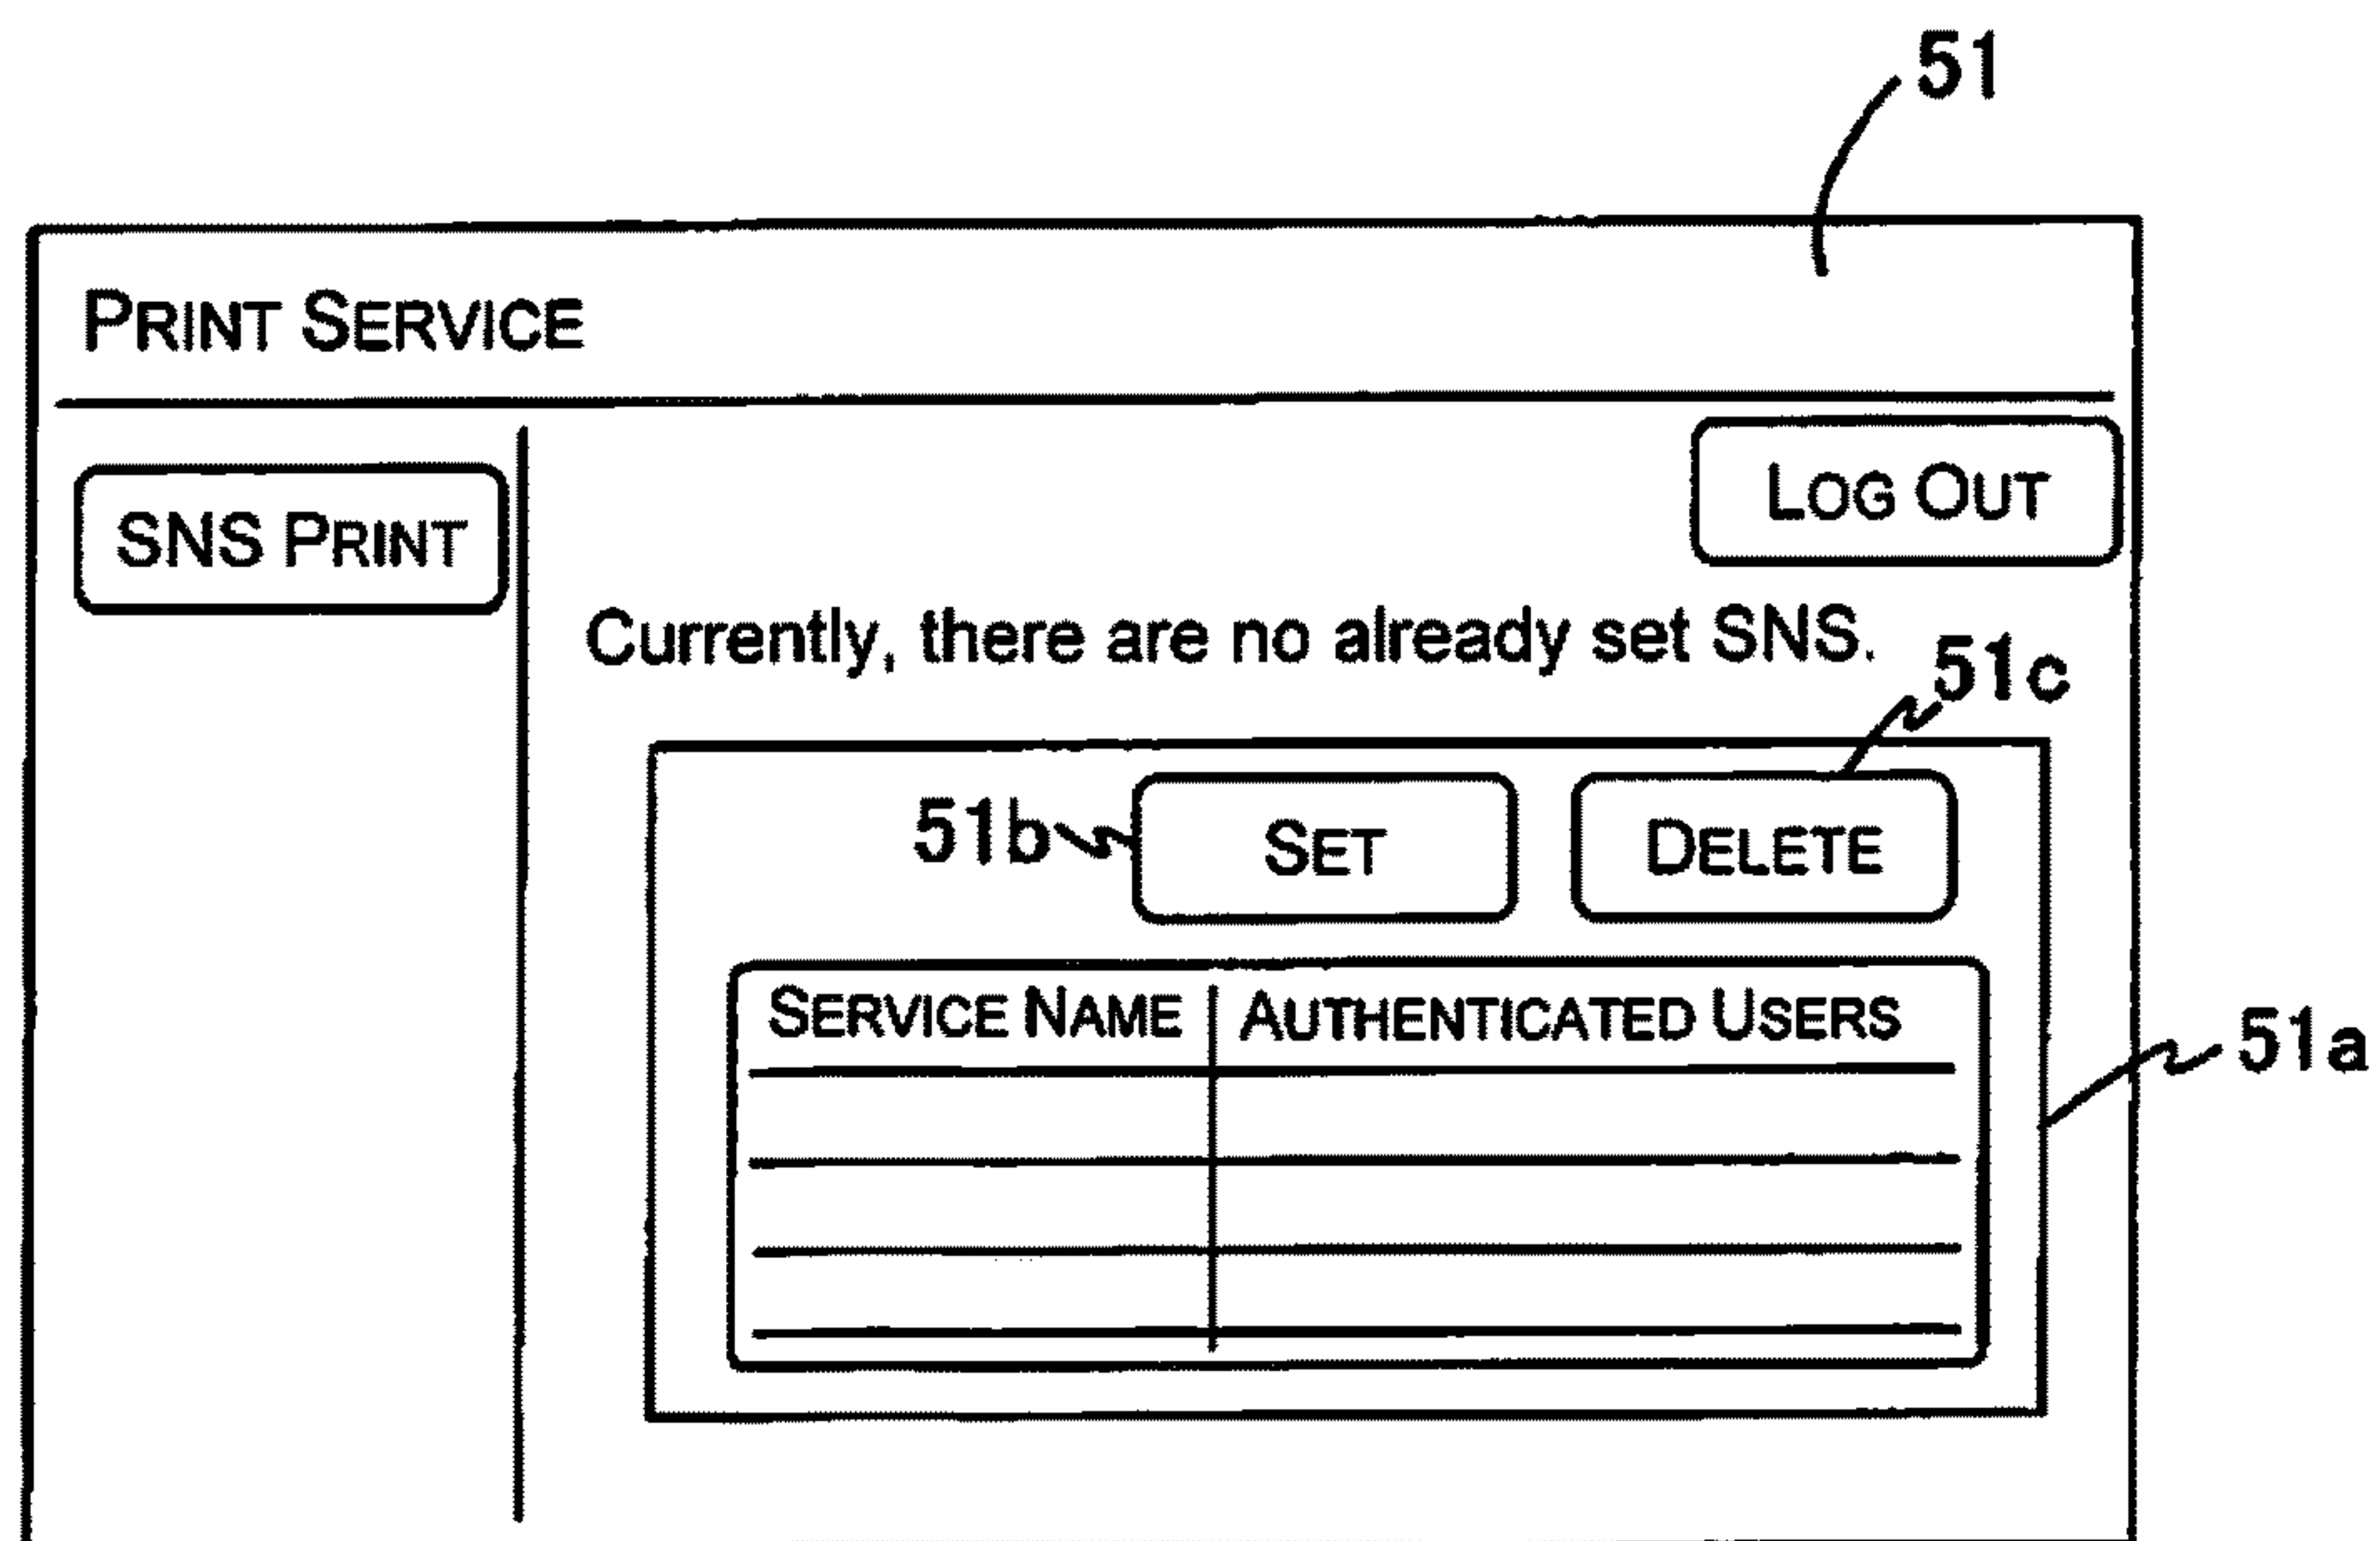 51
PRINT SERVICE
LOG OUT
SNS PRINT
Currently, there are no already set SNS.
51c
51b
SET
DELETE
SERVICE NAME
AUTHENTICATED USERS
51a